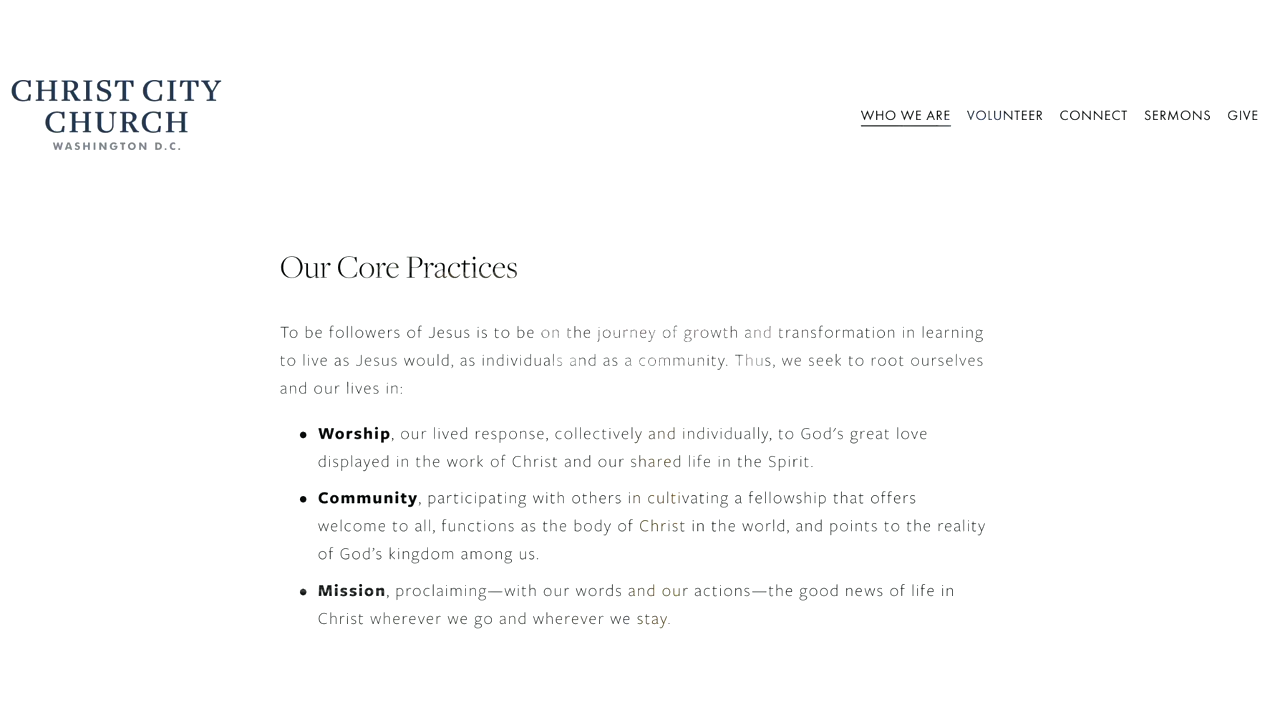 CHRIST CITY
CHURCH
WASHINGTON D.C.
WHO WE ARE VOLUNTEER CONNECT SERMONS GIVE
Our Core Practices
To be followers of Jesus is to be on the journey of growth and transformation in learning
to live as Jesus would, as individuals and as a community. Thus, we seek to root ourselves
and our lives in:
• Worship, our lived response, collectively and individually, to God's great love
displayed in the work of Christ and our shared life in the Spirit.
• Community, participating with others in cultivating a fellowship that offers
welcome to all, functions as the body of Christ in the world, and points to the reality
of God’s kingdom among us.
• Mission, proclaiming—with our words and our actions—the good news of life in
Christ wherever we go and wherever we stay.